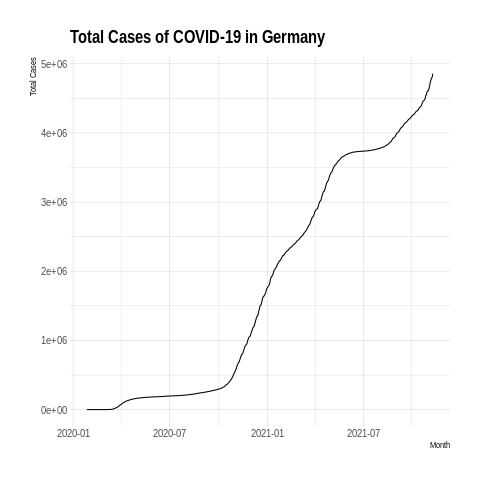 Total Cases of COVID-19 in Germany
Total Cases
5e+06
4e+06
3e+06
2e+06
1e+06
0e+00
2020-01 2020-07 2021-01 2021-07
Month